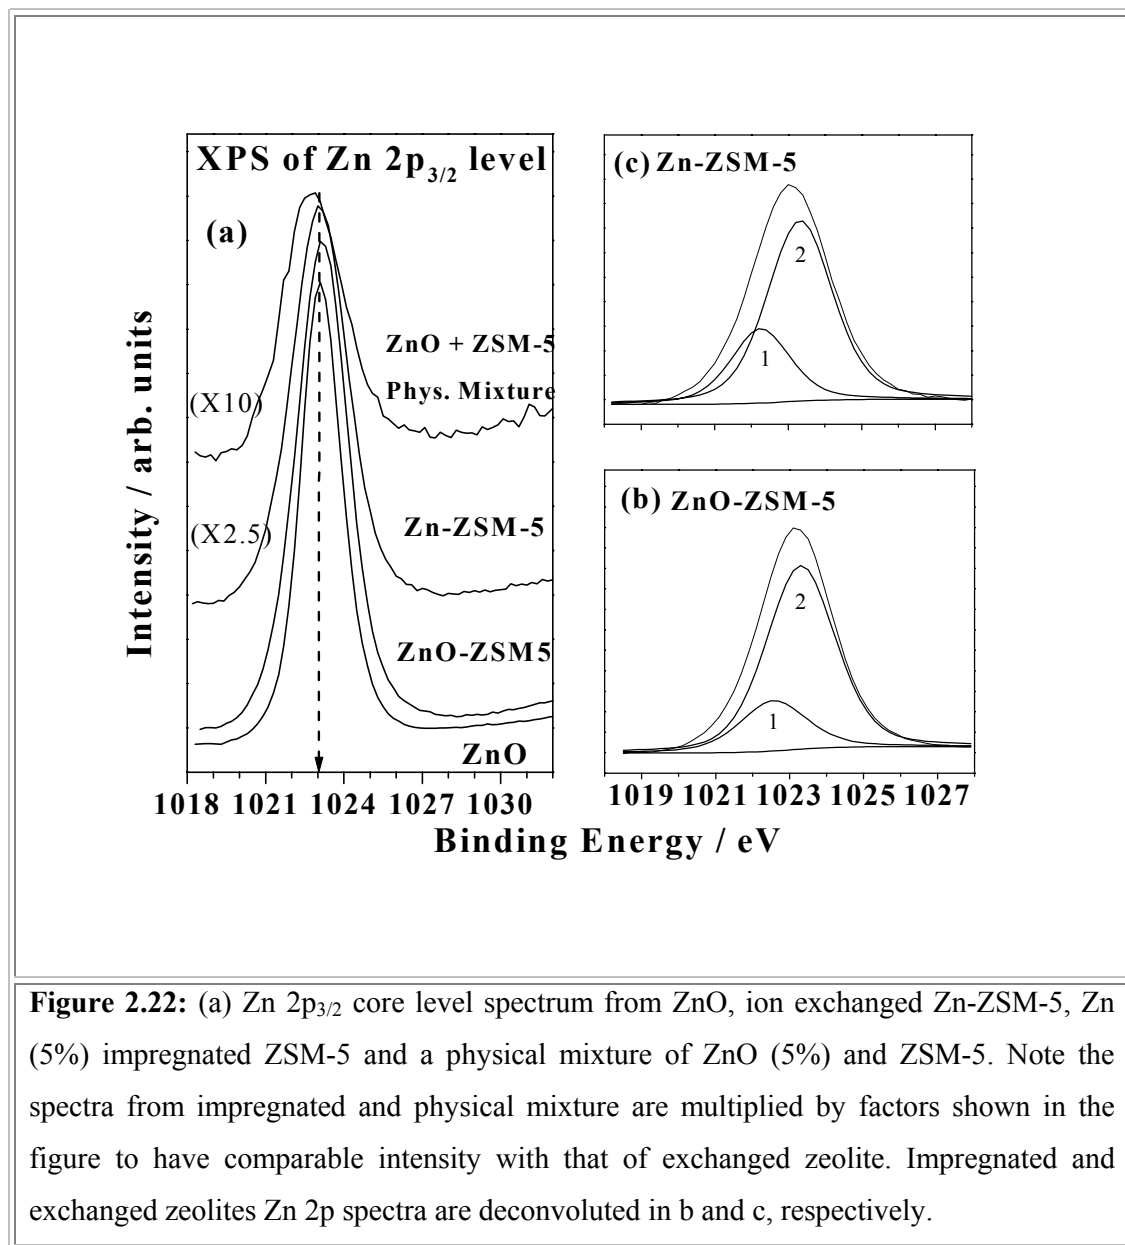 XPS of Zn 2p3/2 level
(a)
ZnO + ZSM-5
Phys. Mixture
(X10)
Zn-ZSM-5
(X2.5)
ZnO-ZSM5
ZnO
1018 1021 1024 1027 1030
Intensity / arb. units
(c) Zn-ZSM-5
2
1
(b) ZnO-ZSM-5
2
1
1019 1021 1023 1025 1027
Binding Energy / eV
Figure 2.22: (a) Zn 2p3/2 core level spectrum from ZnO, ion exchanged Zn-ZSM-5, Zn
(5%) impregnated ZSM-5 and a physical mixture of ZnO (5%) and ZSM-5. Note the
spectra from impregnated and physical mixture are multiplied by factors shown in the
figure to have comparable intensity with that of exchanged zeolite. Impregnated and
exchanged zeolites Zn 2p spectra are deconvoluted in b and c, respectively.